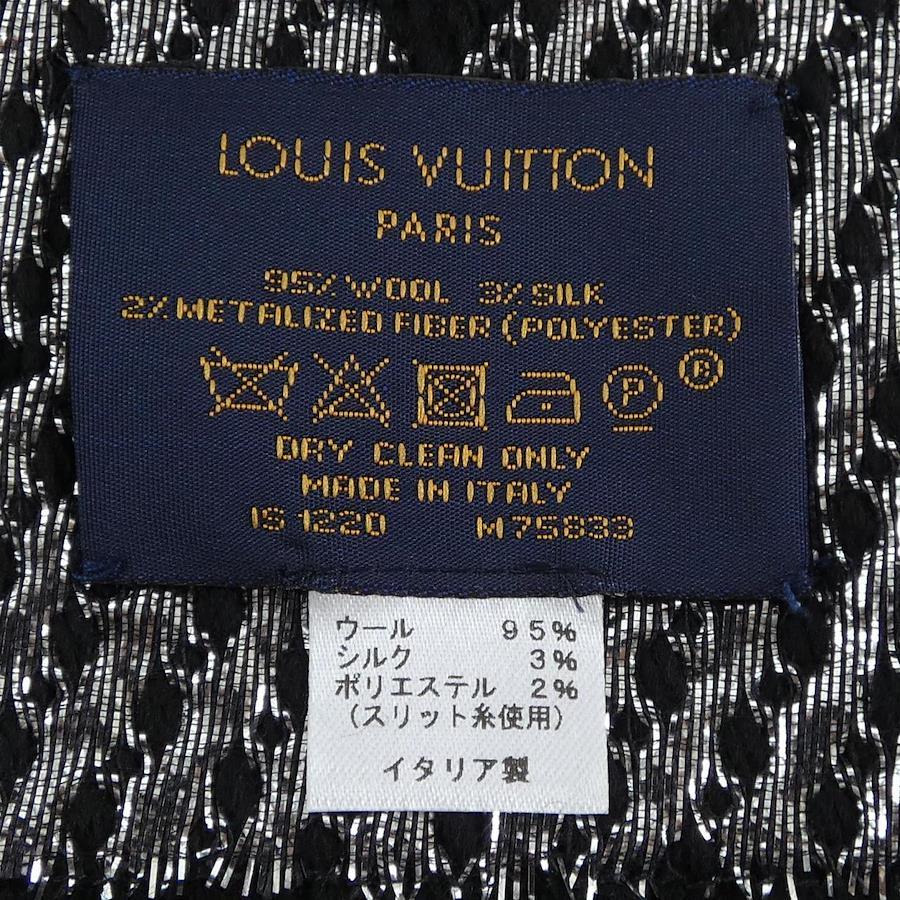 LOUIS VUITTON
PARIS
95% WOOL 3% SILK
2% METALIZED FIBER (POLYESTER)
P ®
DRY CLEAN ONLY
MADE IN ITALY
IS 1220 M75833
ウール 95%
シルク 3%
ポリエステル 2%
(スリット糸使用)
イタリア製